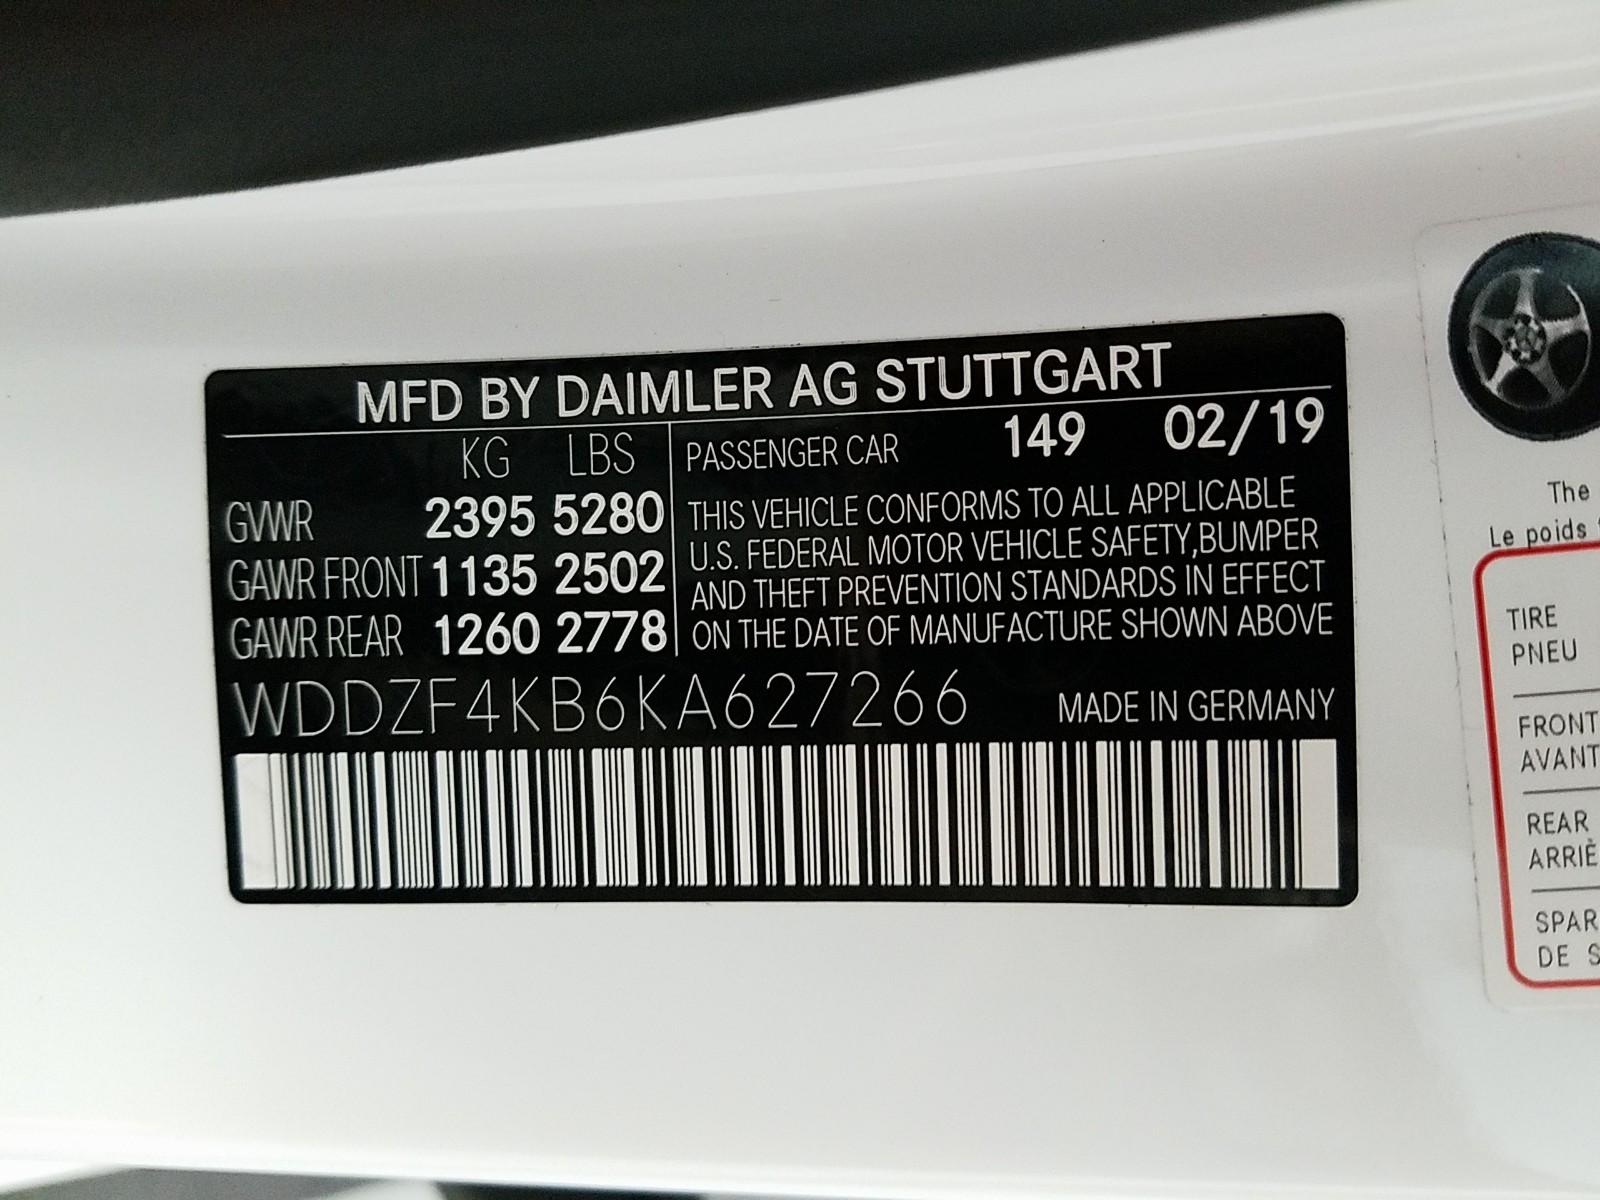 MFD BY DAIMLER AG STUTTGART
KG LBS
GVWR 2395 5280
GAWR FRONT 1135 2502
GAWR REAR 1260 2778
PASSENGER CAR 149 02/19
THIS VEHICLE CONFORMS TO ALL APPLICABLE
U.S. FEDERAL MOTOR VEHICLE SAFETY,BUMPER
AND THEFT PREVENTION STANDARDS IN EFFECT
ON THE DATE OF MANUFACTURE SHOWN ABOVE
WDDZF4KB6KA627266 MADE IN GERMANY
The
Le poids
TIRE
PNEU
FRONT
AVANT
REAR
ARRIÈ
SPAR
DE S